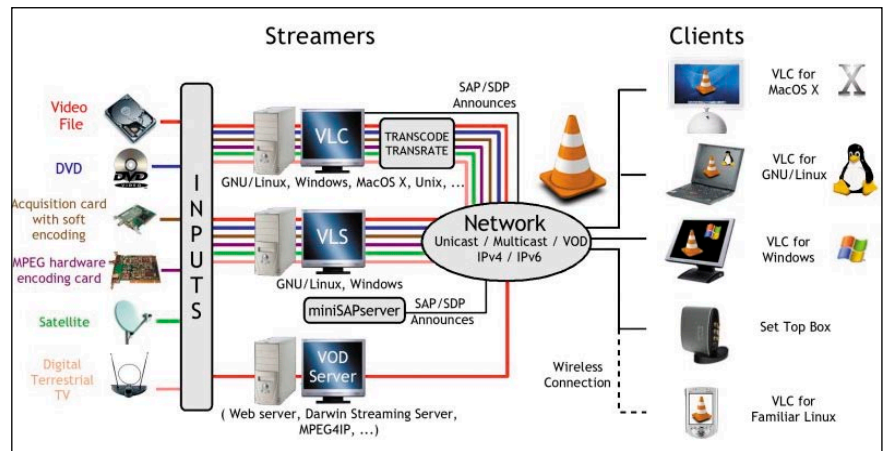 Streamers
Clients
Video
File
DVD
DVD
VIDEO
Acquisition card
with soft
encoding
MPEG hardware
encoding card
Satellite
Digital
Terrestrial
TV
INPUTS
VLC
GNU/Linux, Windows, MacOS X, Unix, ...
TRANSCODE
TRANSRATE
SAP/SDP
Announces
VLS
GNU/Linux, Windows
miniSAPserver
SAP/SDP
Announces
VOD
Server
( Web server, Darwin Streaming Server,
MPEG4IP, ...)
Network
Unicast / Multicast / VOD
IPv4 / IPv6
Wireless
Connection
VLC for
MacOS X
X
VLC for
GNU/Linux
VLC for
Windows
Set Top Box
VLC for
Familiar Linux